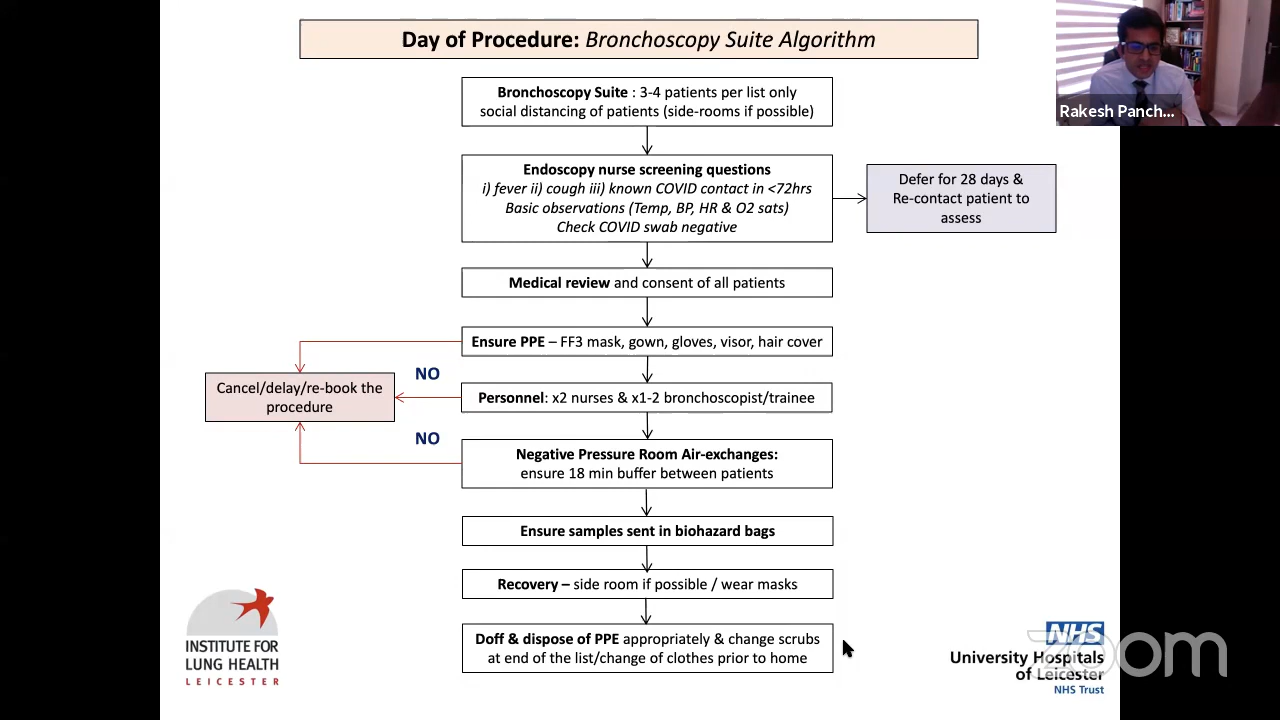 Day of Procedure: Bronchoscopy Suite Algorithm
Rakesh Panch...
Bronchoscopy Suite : 3-4 patients per list only
social distancing of patients (side-rooms if possible)
Endoscopy nurse screening questions
i) fever ii) cough iii) known COVID contact in <72hrs
Basic observations (Temp, BP, HR & O2 sats)
Check COVID swab negative
Defer for 28 days &
Re-contact patient to
assess
Medical review and consent of all patients
Ensure PPE – FF3 mask, gown, gloves, visor, hair cover
NO
Cancel/delay/re-book the
procedure
Personnel: x2 nurses & x1-2 bronchoscopist/trainee
NO
Negative Pressure Room Air-exchanges:
ensure 18 min buffer between patients
Ensure samples sent in biohazard bags
Recovery – side room if possible / wear masks
Doff & dispose of PPE appropriately & change scrubs
at end of the list/change of clothes prior to home
INSTITUTE FOR
LUNG HEALTH
LEICESTER
NHS
University Hospitals
of Leicester
NHS Trust
zoom